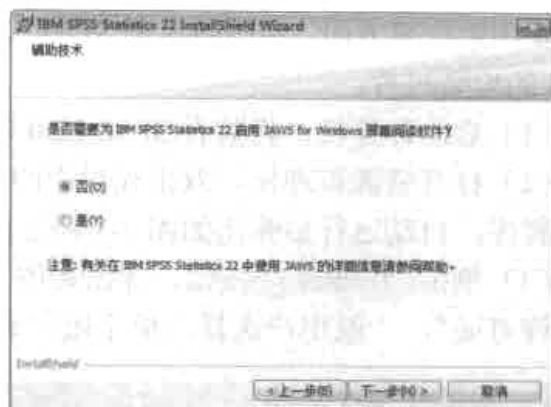 IBM SPSS Statistics 22 InstallShield Wizard
辅助技术
是否需要为 IBM SPSS Statistics 22 启用 JAWS for Windows 屏幕阅读软件?
否(O)
是(Y)
注意: 有关在 IBM SPSS Statistics 22 中使用 JAWS 的详细信息请参阅帮助。
InstallShield
<上一步(B)
下一步(N) >
取消